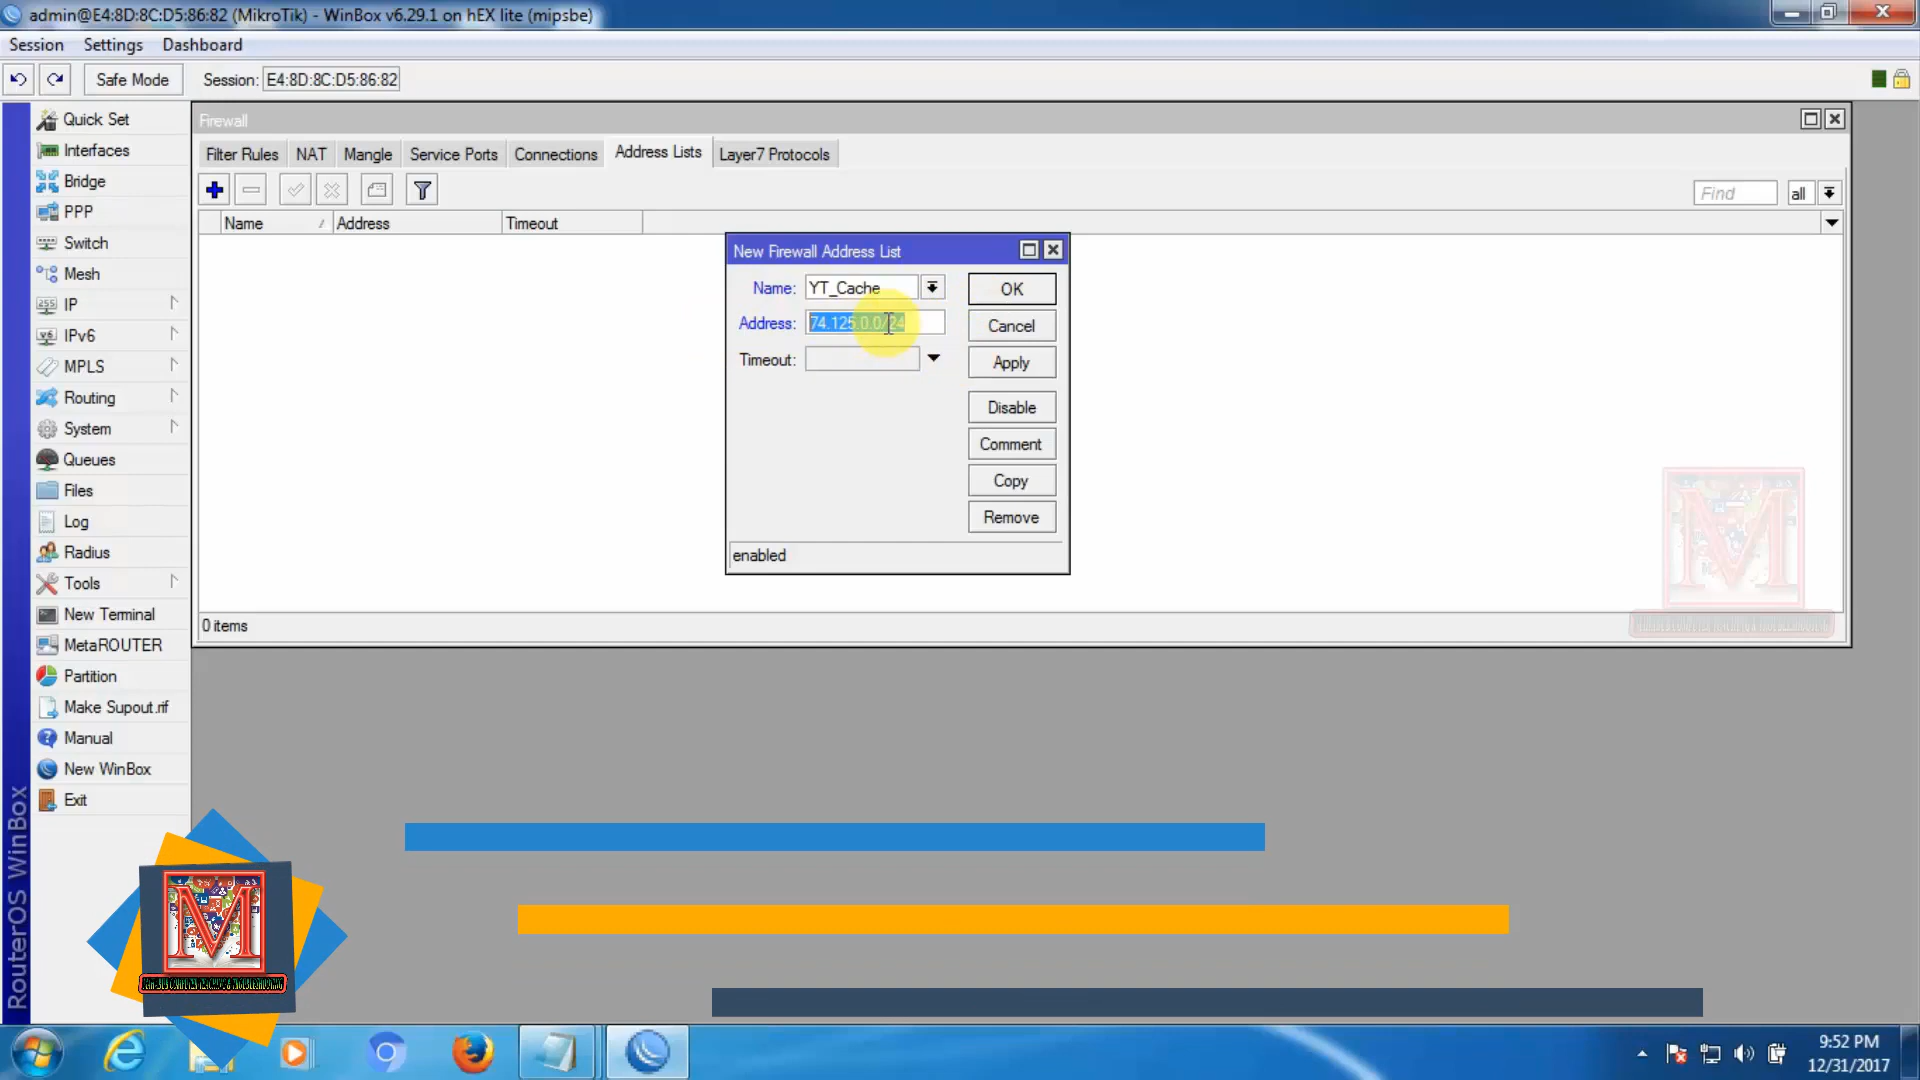 admin@E4:8D:8C:D5:86:82 (MikroTik) - WinBox v6.29.1 on hEX lite (mipsbe)
Session Settings Dashboard
Safe Mode Session: E4:8D:8C:D5:86:82
Quick Set
Interfaces
Bridge
PPP
Switch
Mesh
IP
IPv6
MPLS
Routing
System
Queues
Files
Log
Radius
Tools
New Terminal
MetaROUTER
Partition
Make Supout.rif
Manual
New WinBox
Exit
RouterOS WinBox
Firewall
Filter Rules NAT Mangle Service Ports Connections Address Lists Layer7 Protocols
Find all
Name Address Timeout
New Firewall Address List
Name: YT_Cache OK
Address: 74.125.0.0/24 Cancel
Timeout: Apply
Disable
Comment
Copy
Remove
enabled
0 items
M
M
9:52 PM
12/31/2017